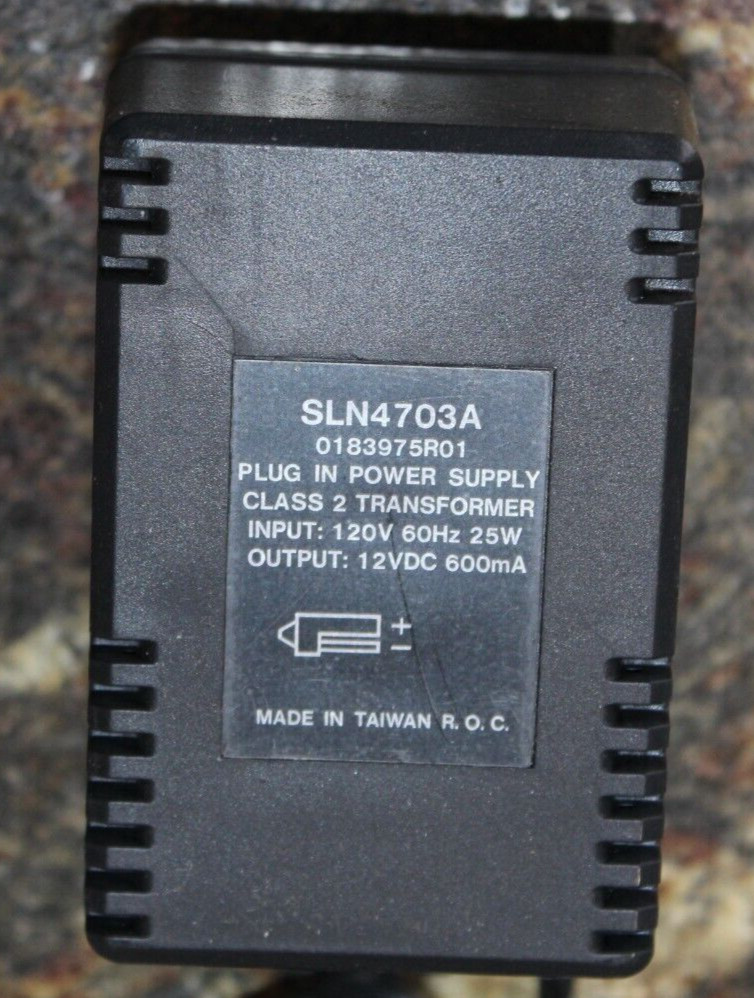 SLN4703A
0183975R01
PLUG IN POWER SUPPLY
CLASS 2 TRANSFORMER
INPUT: 120V 60Hz 25W
OUTPUT: 12VDC 600mA
+
−
MADE IN TAIWAN R. O. C.